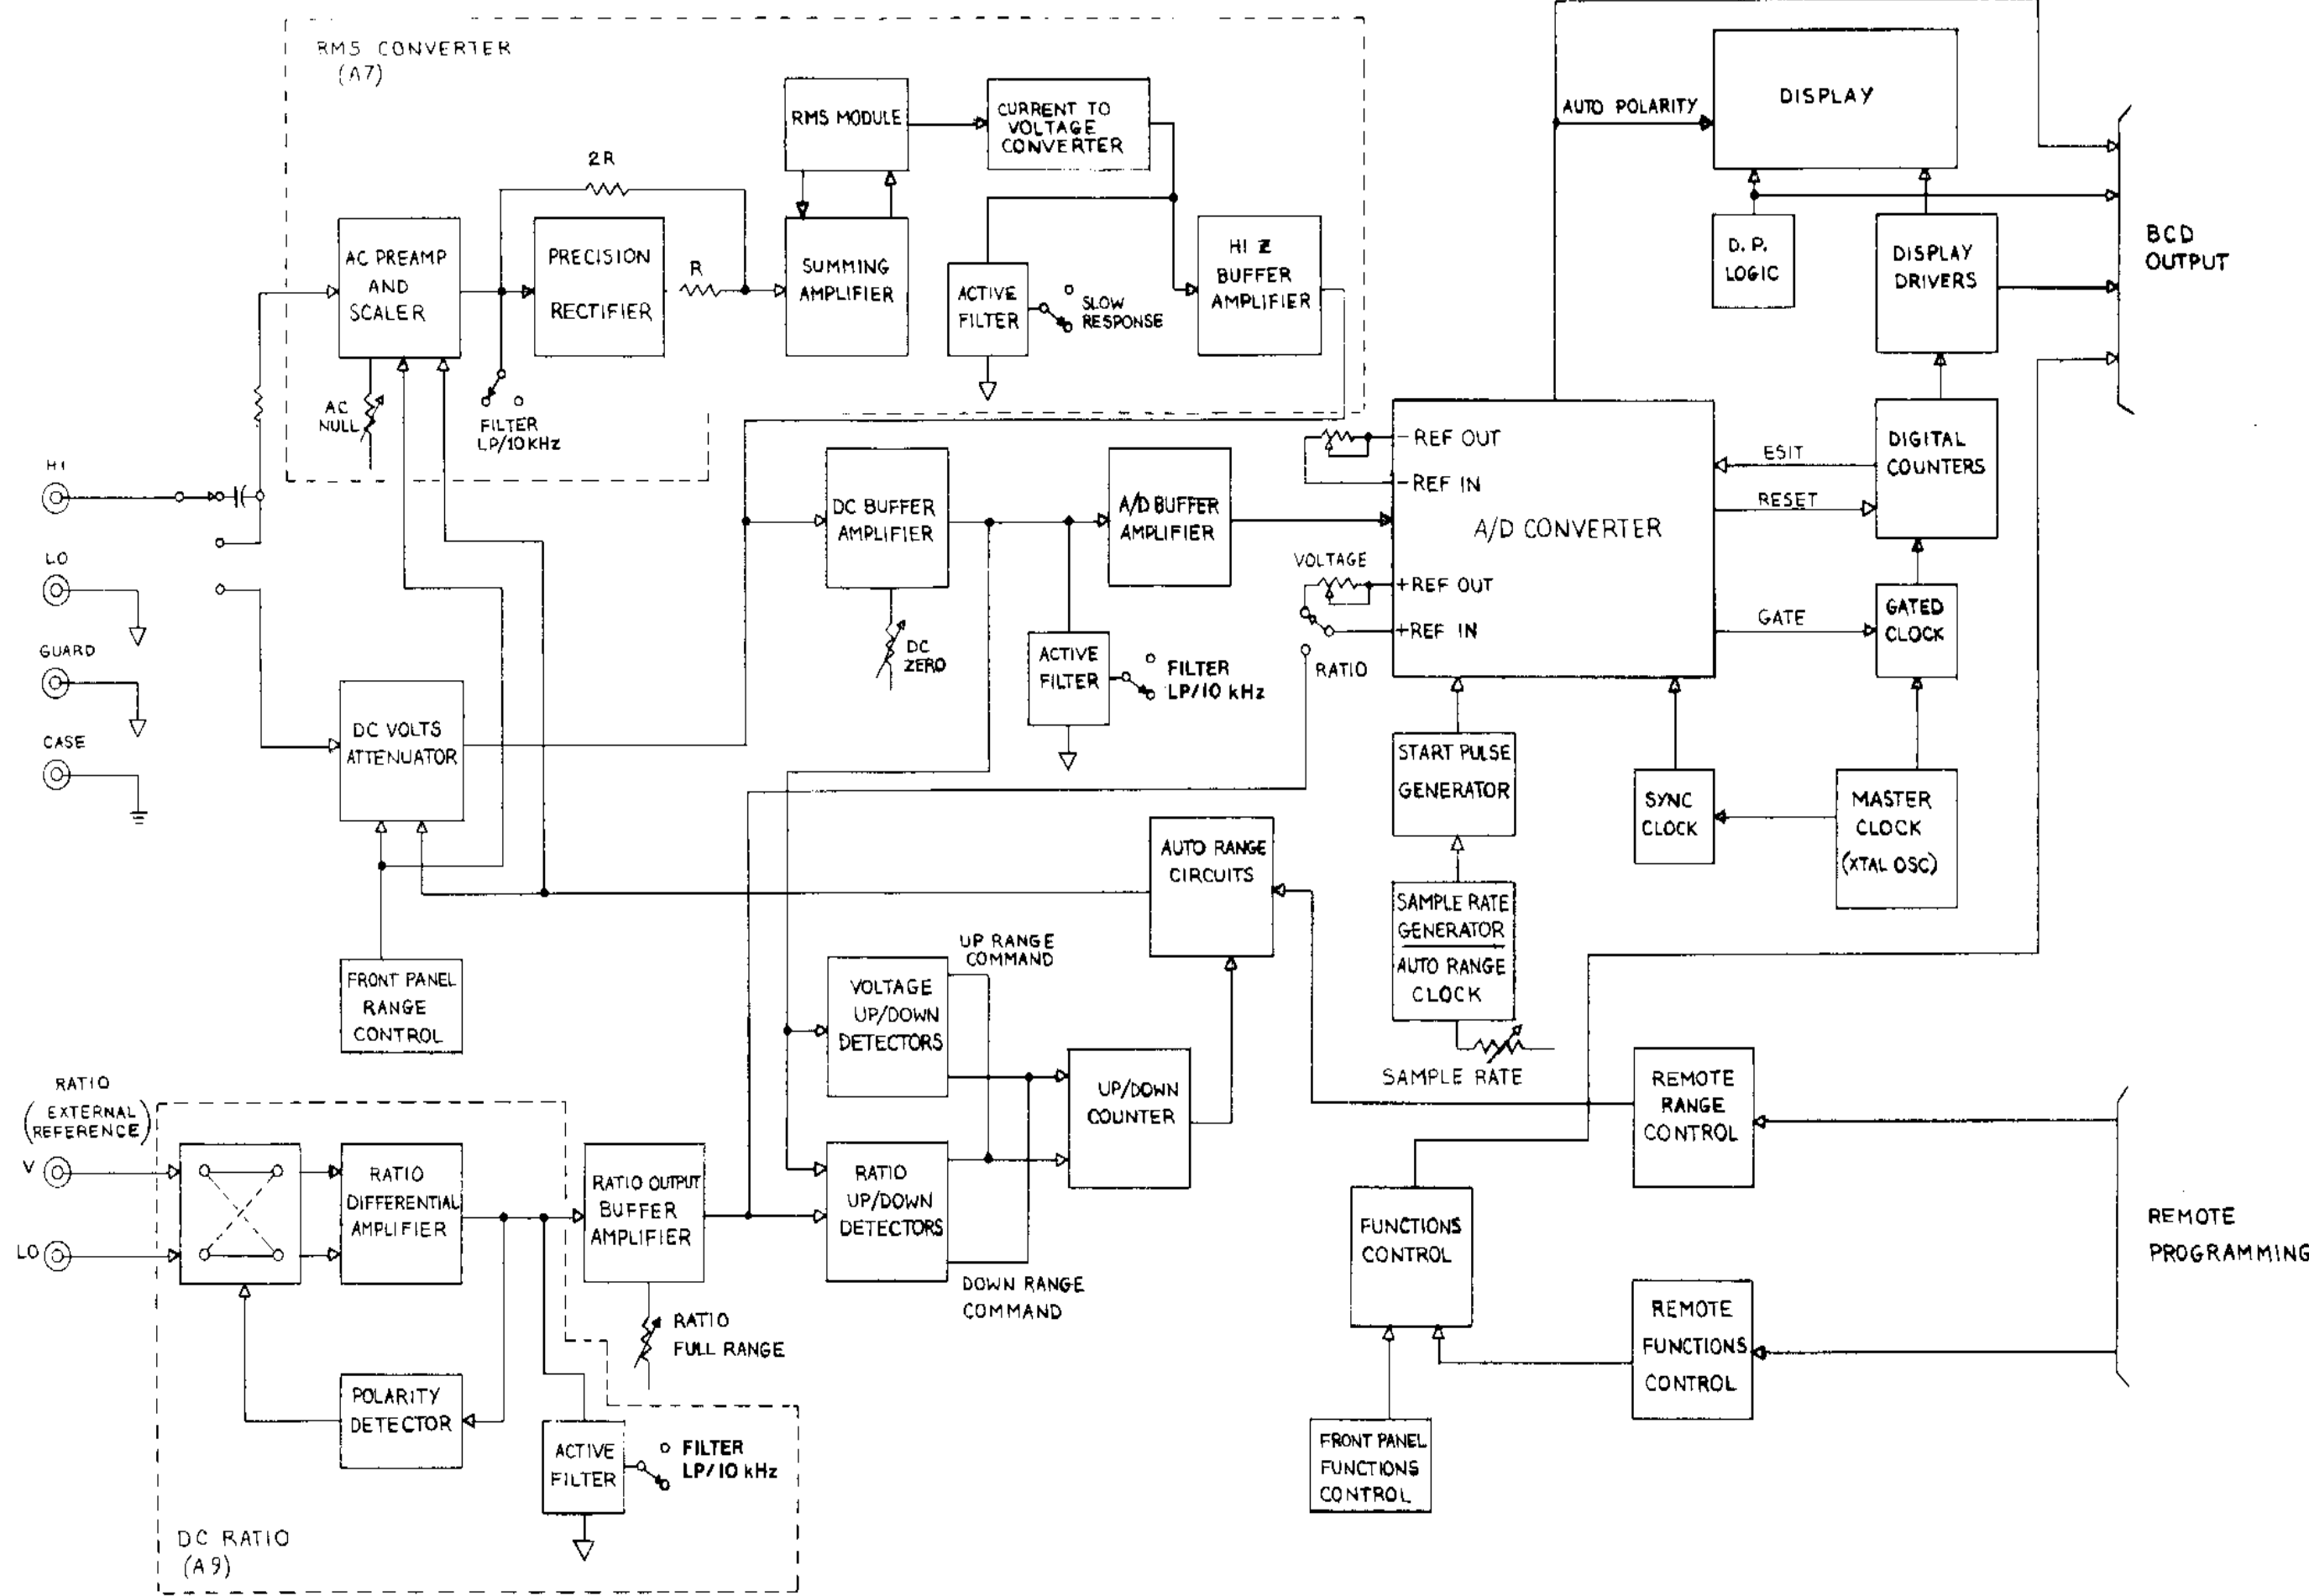 RMS CONVERTER
(A7)
RMS MODULE
CURRENT TO
VOLTAGE
CONVERTER
2R
AC PREAMP
AND
SCALER
PRECISION
RECTIFIER
R
SUMMING
AMPLIFIER
ACTIVE
FILTER
SLOW
RESPONSE
HI Z
BUFFER
AMPLIFIER
AC
NULL
FILTER
LP/10KHZ
AUTO POLARITY
DISPLAY
D. P.
LOGIC
DISPLAY
DRIVERS
BCD
OUTPUT
HI
LO
GUARD
CASE
DC BUFFER
AMPLIFIER
DC
ZERO
A/D BUFFER
AMPLIFIER
ACTIVE
FILTER
FILTER
LP/10 kHz
- REF OUT
- REF IN
A/D CONVERTER
VOLTAGE
+REF OUT
+REF IN
RATIO
ESIT
RESET
GATE
DIGITAL
COUNTERS
GATED
CLOCK
DC VOLTS
ATTENUATOR
START PULSE
GENERATOR
SYNC
CLOCK
MASTER
CLOCK
(XTAL OSC)
AUTO RANGE
CIRCUITS
SAMPLE RATE
GENERATOR
AUTO RANGE
CLOCK
SAMPLE RATE
FRONT PANEL
RANGE
CONTROL
UP RANGE
COMMAND
VOLTAGE
UP/DOWN
DETECTORS
UP/DOWN
COUNTER
RATIO
UP/DOWN
DETECTORS
DOWN RANGE
COMMAND
REMOTE
RANGE
CONTROL
FUNCTIONS
CONTROL
REMOTE
FUNCTIONS
CONTROL
FRONT PANEL
FUNCTIONS
CONTROL
REMOTE
PROGRAMMING
RATIO
(EXTERNAL
REFERENCE)
V
LO
RATIO
DIFFERENTIAL
AMPLIFIER
RATIO OUTPUT
BUFFER
AMPLIFIER
RATIO
FULL RANGE
POLARITY
DETECTOR
ACTIVE
FILTER
FILTER
LP/10 kHz
DC RATIO
(A9)